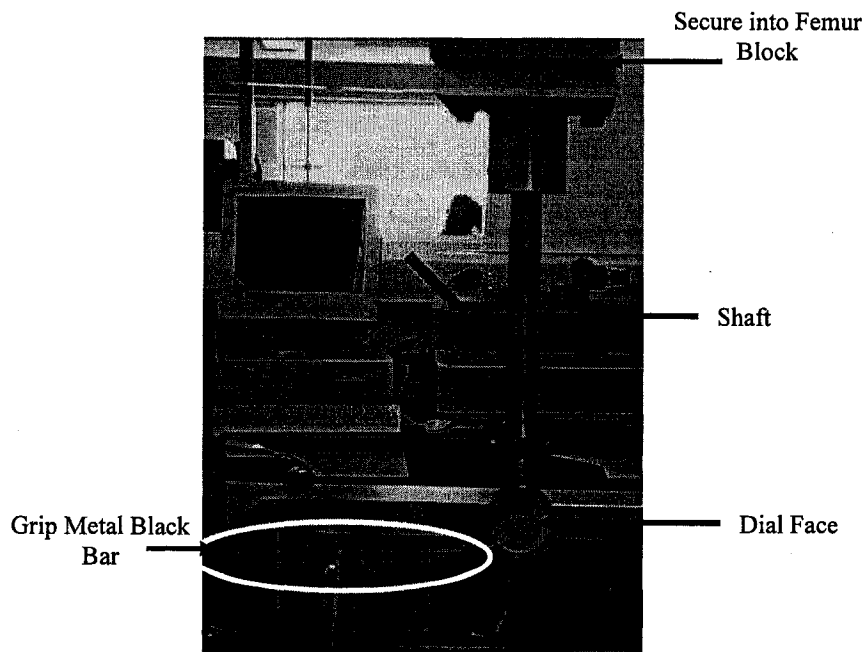 Secure into Femur
Block
Shaft
Grip Metal Black
Bar
Dial Face